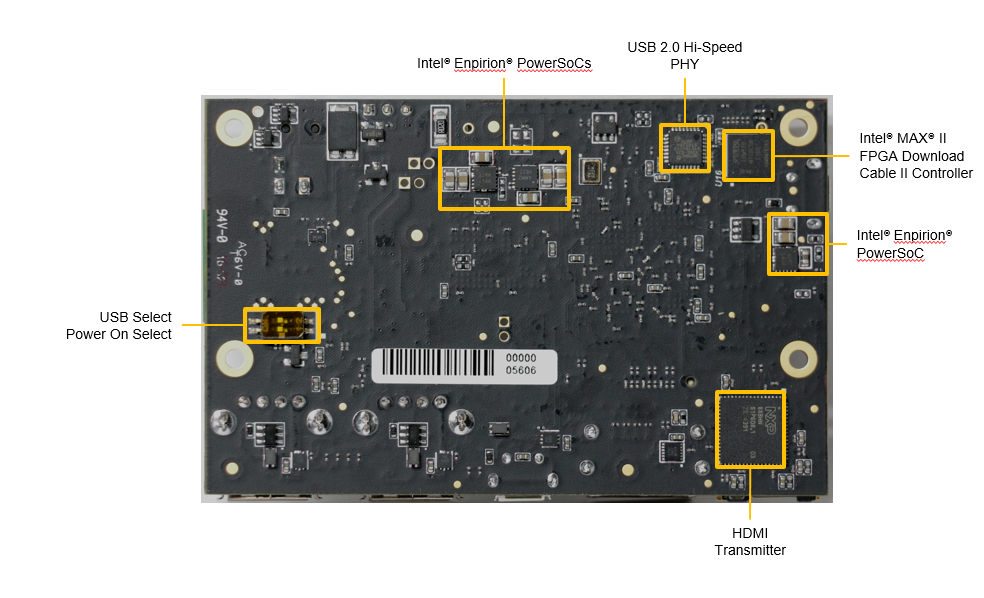 USB 2.0 Hi-Speed
PHY
Intel® Enpirion® PowerSoCs
Intel® MAX® II
FPGA Download
Cable II Controller
Intel® Enpirion®
PowerSoC
94V-0
USB Select
Power On Select
00000
05606
NXP
HDMI
Transmitter